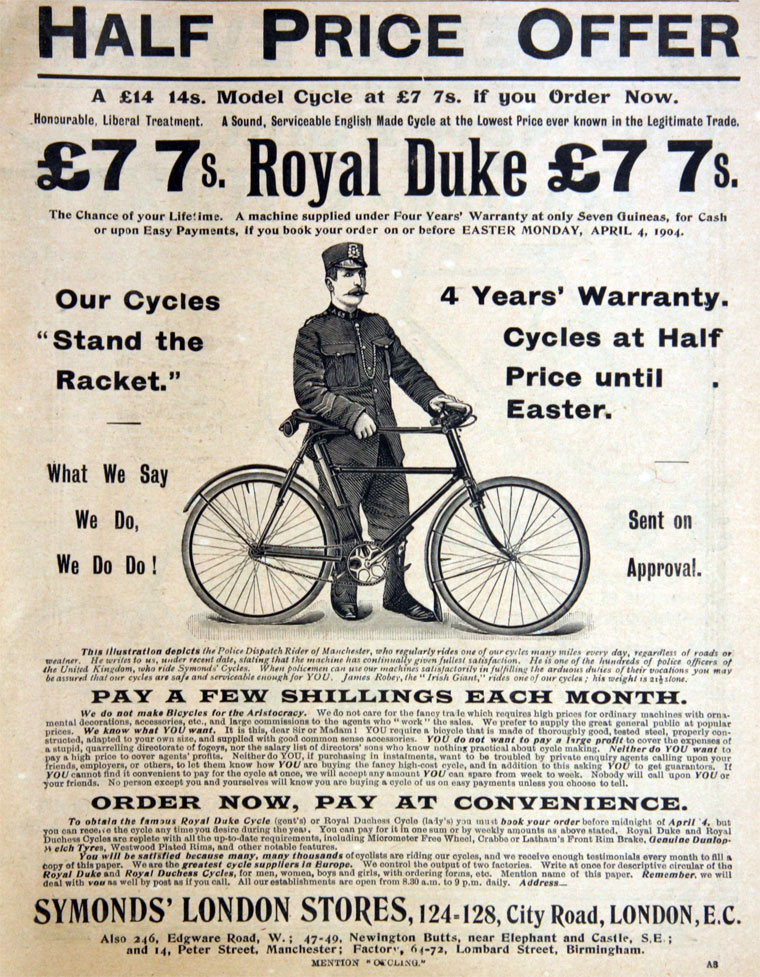 HALF PRICE OFFER
A £14 14s. Model Cycle at £7 7s. if you Order Now.
Honourable, Liberal Treatment. A Sound, Serviceable English Made Cycle at the Lowest Price ever known in the Legitimate Trade.
£7 7s. Royal Duke £7 7s.
The Chance of your Lifetime. A machine supplied under Four Years' Warranty at only Seven Guineas, for Cash
or upon Easy Payments, if you book your order on or before EASTER MONDAY, APRIL 4, 1904.
Our Cycles
"Stand the
Racket."
4 Years' Warranty.
Cycles at Half
Price until
Easter.
What We Say
We Do,
We Do Do!
Sent on
Approval.
This illustration depicts the Police Dispatch Rider of Manchester, who regularly rides one of our cycles many miles every day, regardless of roads or
weatner. He writes to us, under recent date, stating that the machine has continually given fullest satisfaction. He is one of the hundreds of police officers of
the United Kingdom, who ride Symonds' Cycles. When policemen can use our machines satisfactorily in fulfilling the arduous duties of their vocations you may
be assured that our cycles are safe and serviceable enough for YOU. James Robey, the "Irish Giant," rides one of our cycles; his weight is 21½ stone.
PAY A FEW SHILLINGS EACH MONTH.
We do not make Bicycles for the Aristocracy. We do not care for the fancy trade which requires high prices for ordinary machines with orna-
mental decorations, accessories, etc., and large commissions to the agents who "work" the sales. We prefer to supply the great general public at popular
prices. We know what YOU want. It is this, dear Sir or Madam! YOU require a bicycle that is made of thoroughly good, tested steel, properly con-
structed, adapted to your own size, and supplied with good common sense accessories. YOU do not want to pay a large profit to cover the expenses of
a stupid, quarrelling directorate of fogeys, nor the salary list of directors' sons who know nothing practical about cycle making. Neither do YOU want to
pay a high price to cover agents' profits. Neither do YOU, if purchasing in instalments, want to be troubled by private enquiry agents calling upon your
friends, employers, or others, to let them know how YOU are buying the fancy high-cost cycle, and in addition to this asking YOU to get guarantors. If
YOU cannot find it convenient to pay for the cycle at once, we will accept any amount YOU can spare from week to week. Nobody will call upon YOU or
your friends. No person except you and yourselves will know you are buying a cycle of us on easy payments unless you choose to tell.
ORDER NOW, PAY AT CONVENIENCE.
To obtain the famous Royal Duke Cycle (gent's) or Royal Duchess Cycle (lady's) you must book your order before midnight of April 4, but
you can receive the cycle any time you desire during the year. You can pay for it in one sum or by weekly amounts as above stated. Royal Duke and Royal
Duchess Cycles are replete with all the up-to-date requirements, including Micrometer Free Wheel, Crabbe or Latham's Front Rim Brake, Genuine Dunlop-
Welch Tyres, Westwood Plated Rims, and other notable features.
You will be satisfied because many, many thousands of cyclists are riding our cycles, and we receive enough testimonials every month to fill a
copy of this paper. We are the greatest cycle suppliers in Europe. We control the output of two factories. Write at once for descriptive circular of the
Royal Duke and Royal Duchess Cycles, for men, women, boys and girls, with ordering forms, etc. Mention name of this paper. Remember, we will
deal with you as well by post as if you call. All our establishments are open from 8.30 a.m. to 9 p.m. daily. Address—
SYMONDS' LONDON STORES, 124-128, City Road, LONDON, E.C.
Also 246, Edgware Road, W.; 47-49, Newington Butts, near Elephant and Castle, S.E;
and 14, Peter Street, Manchester; Factory, 64-72, Lombard Street, Birmingham.
MENTION "CYCLING."
A8